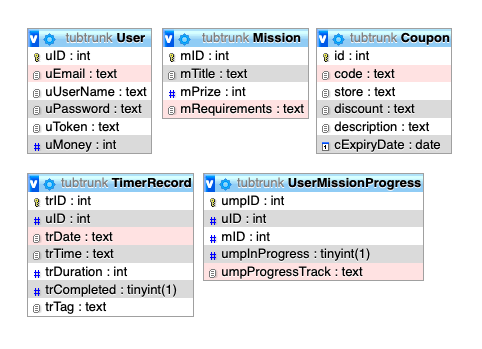 tubtrunk User
uID : int
uEmail : text
uUserName : text
uPassword : text
uToken : text
uMoney : int
tubtrunk Mission
mID : int
mTitle : text
mPrize : int
mRequirements : text
tubtrunk Coupon
id : int
code : text
store : text
discount : text
description : text
cExpiryDate : date
tubtrunk TimerRecord
trID : int
uID : int
trDate : text
trTime : text
trDuration : int
trCompleted : tinyint(1)
trTag : text
tubtrunk UserMissionProgress
umpID : int
uID : int
mID : int
umpInProgress : tinyint(1)
umpProgressTrack : text